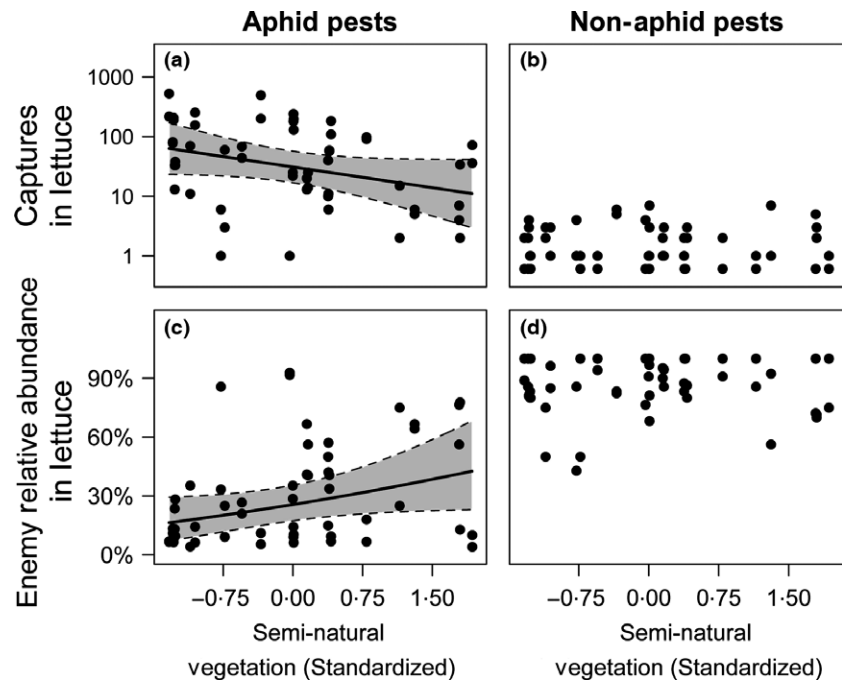 Aphid pests
Non-aphid pests
Captures
in lettuce
(a)
1000
100
10
1
(b)
Enemy relative abundance
in lettuce
(c)
90%
60%
30%
0%
(d)
−0·75 0·00 0·75 1·50
Semi-natural
vegetation (Standardized)
−0·75 0·00 0·75 1·50
Semi-natural
vegetation (Standardized)